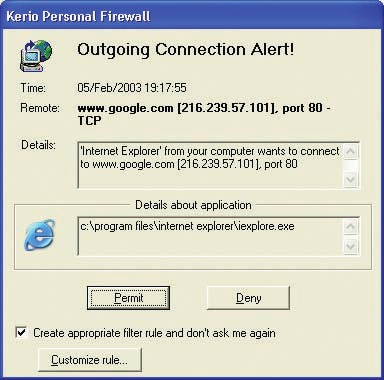 Kerio Personal Firewall
Outgoing Connection Alert!
Time: 05/Feb/2003 19:17:55
Remote: www.google.com [216.239.57.101], port 80 -
TCP
Details: 'Internet Explorer' from your computer wants to connect
to www.google.com [216.239.57.101], port 80
Details about application
c:\program files\internet explorer\iexplore.exe
Permit Deny
Create appropriate filter rule and don't ask me again
Customize rule...